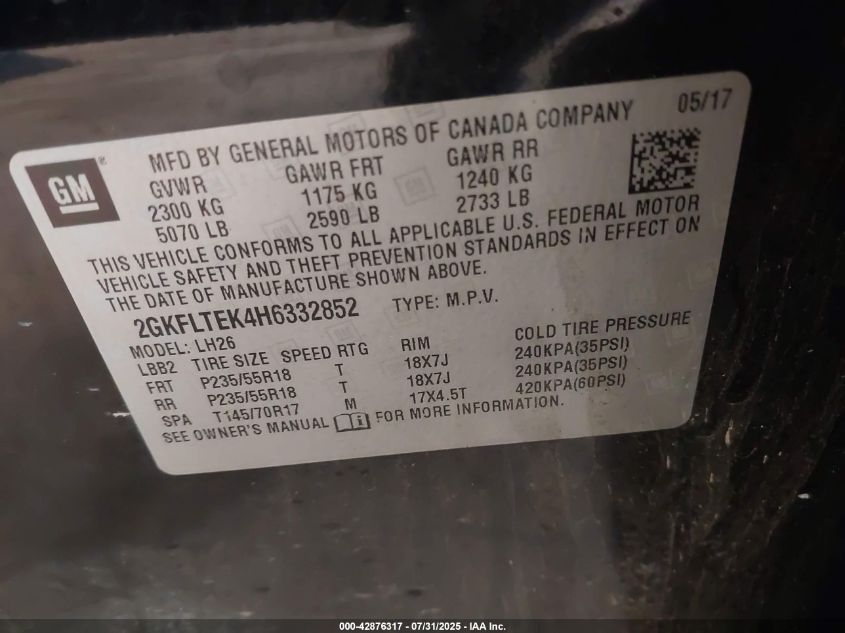 GM ®
MFD BY GENERAL MOTORS OF CANADA COMPANY 05/17
GVWR GAWR FRT GAWR RR
2300 KG 1175 KG 1240 KG
5070 LB 2590 LB 2733 LB
THIS VEHICLE CONFORMS TO ALL APPLICABLE U.S. FEDERAL MOTOR
VEHICLE SAFETY AND THEFT PREVENTION STANDARDS IN EFFECT ON
THE DATE OF MANUFACTURE SHOWN ABOVE.
2GKFLTEK4H6332852 TYPE: M.P.V.
MODEL: LH26
LBB2 TIRE SIZE SPEED RTG RIM COLD TIRE PRESSURE
FRT P235/55R18 T 18X7J 240KPA(35PSI)
RR P235/55R18 T 18X7J 240KPA(35PSI)
SPA T145/70R17 M 17X4.5T 420KPA(60PSI)
SEE OWNER'S MANUAL FOR MORE INFORMATION.
000-42876317 - 07/31/2025 - IAA Inc.